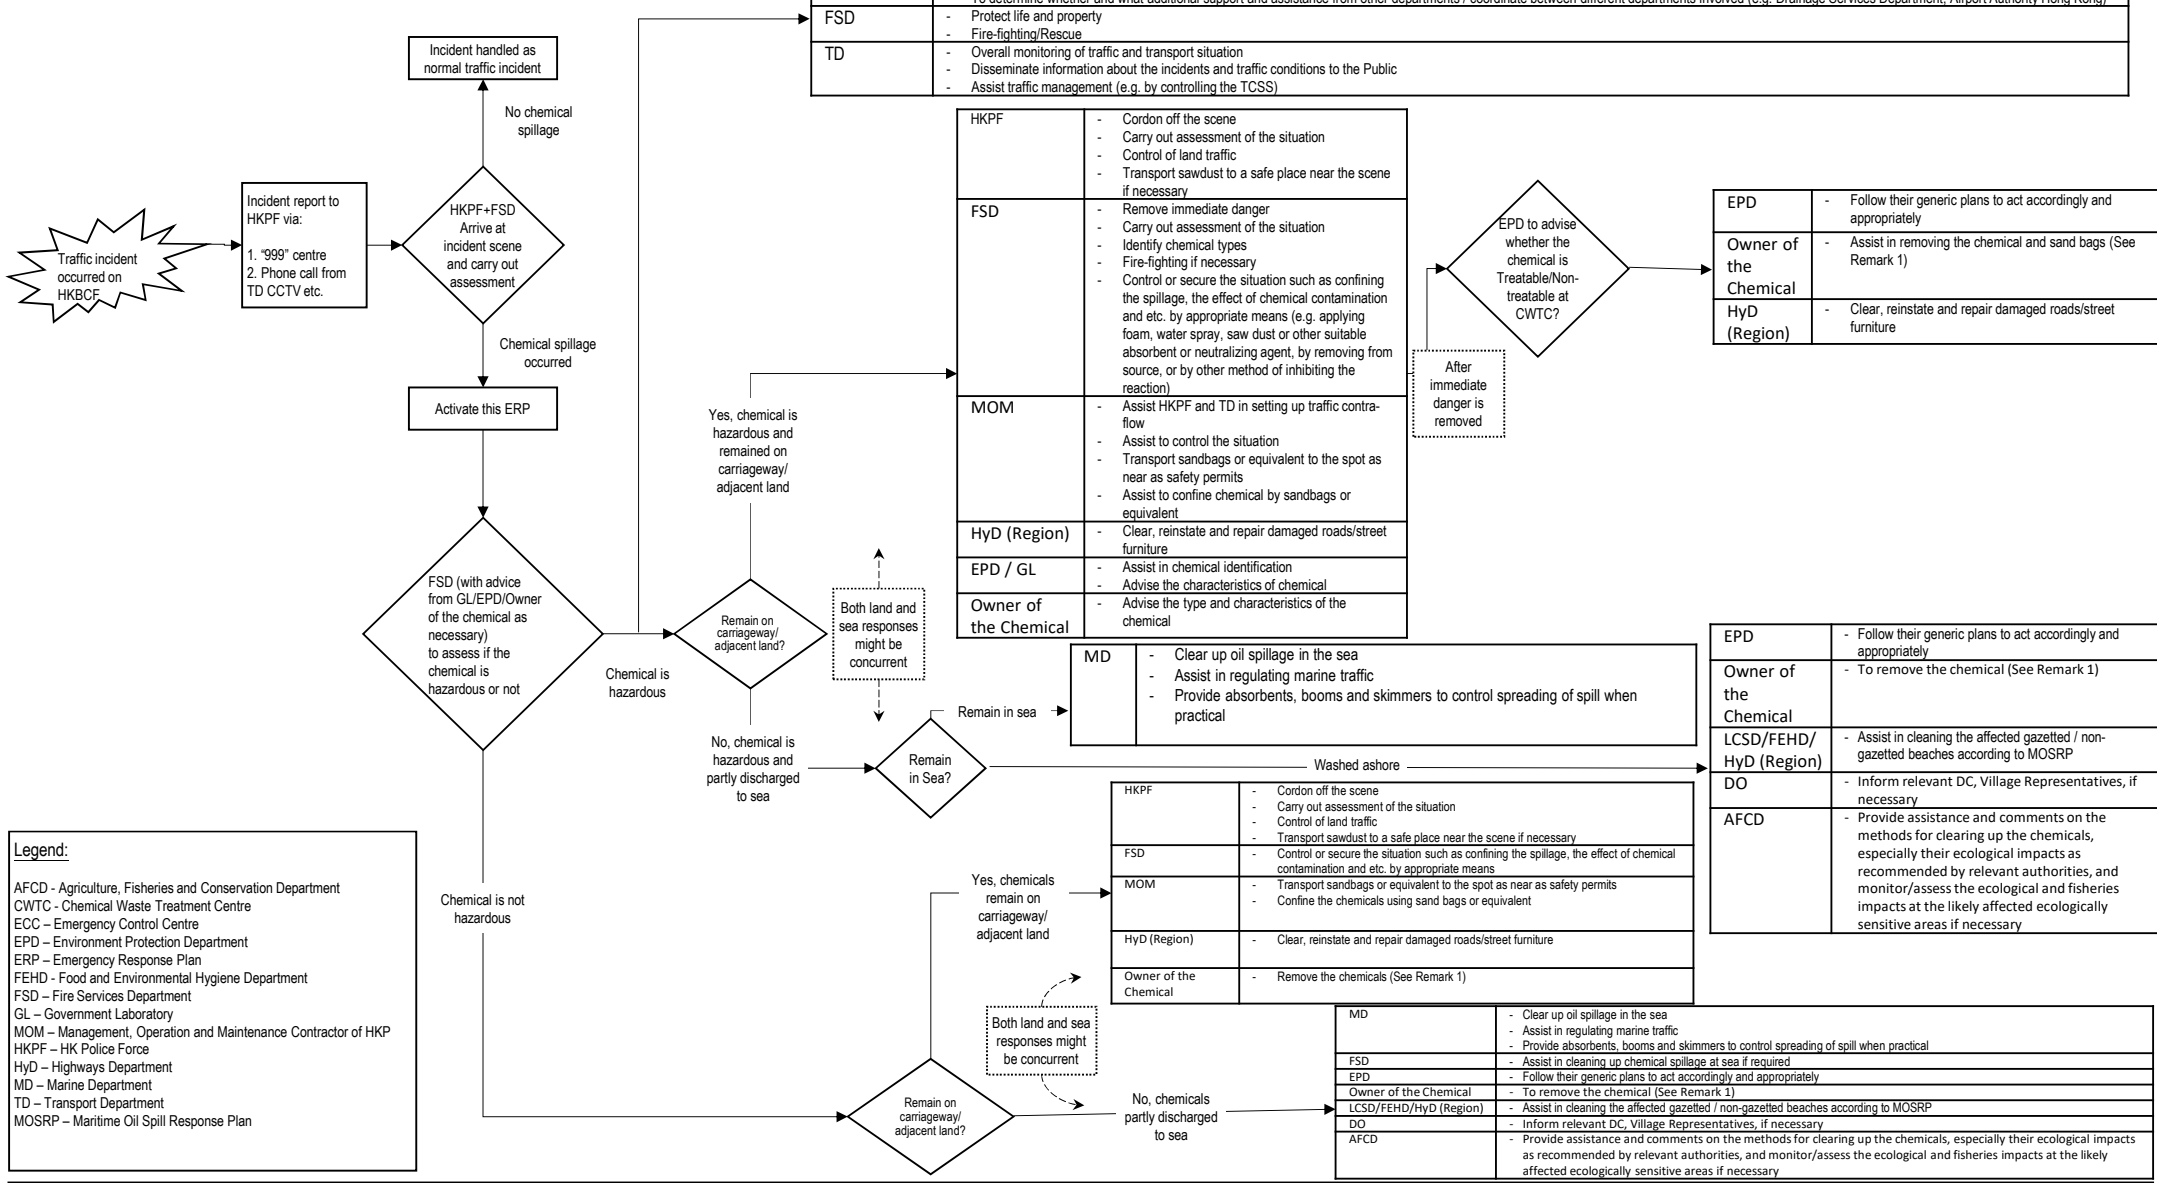 To determine whether and what additional support and assistance from other departments / coordinate between different departments involved (e.g. Drainage Services Department, Airport Authority Hong Kong)
FSD
- Protect life and property
- Fire-fighting/Rescue
TD
- Overall monitoring of traffic and transport situation
- Disseminate information about the incidents and traffic conditions to the Public
- Assist traffic management (e.g. by controlling the TCSS)
Incident handled as
normal traffic incident
No chemical
spillage
Traffic incident
occurred on
HKBCF
Incident report to
HKPF via:
1. “999” centre
2. Phone call from
TD CCTV etc.
HKPF+FSD
Arrive at
incident scene
and carry out
assessment
Chemical spillage
occurred
Activate this ERP
FSD (with advice
from GL/EPD/Owner
of the chemical as
necessary)
to assess if the
chemical is
hazardous or not
Chemical is
hazardous
Remain on
carriageway/
adjacent land?
Yes, chemical is
hazardous and
remained on
carriageway/
adjacent land
Both land and
sea responses
might be
concurrent
HKPF
- Cordon off the scene
- Carry out assessment of the situation
- Control of land traffic
- Transport sawdust to a safe place near the scene
if necessary
FSD
- Remove immediate danger
- Carry out assessment of the situation
- Identify chemical types
- Fire-fighting if necessary
- Control or secure the situation such as confining
the spillage, the effect of chemical contamination
and etc. by appropriate means (e.g. applying
foam, water spray, saw dust or other suitable
absorbent or neutralizing agent, by removing from
source, or by other method of inhibiting the
reaction)
MOM
- Assist HKPF and TD in setting up traffic contra-
flow
- Assist to control the situation
- Transport sandbags or equivalent to the spot as
near as safety permits
- Assist to confine chemical by sandbags or
equivalent
HyD (Region)
- Clear, reinstate and repair damaged roads/street
furniture
EPD / GL
- Assist in chemical identification
- Advise the characteristics of chemical
Owner of
the Chemical
- Advise the type and characteristics of the
chemical
After
immediate
danger is
removed
EPD to advise
whether the
chemical is
Treatable/Non-
treatable at
CWTC?
EPD
- Follow their generic plans to act accordingly and
appropriately
Owner of
the
Chemical
- Assist in removing the chemical and sand bags (See
Remark 1)
HyD
(Region)
- Clear, reinstate and repair damaged roads/street
furniture
No, chemical is
hazardous and
partly discharged
to sea
Remain
in Sea?
Remain in sea
MD
- Clear up oil spillage in the sea
- Assist in regulating marine traffic
- Provide absorbents, booms and skimmers to control spreading of spill when
practical
Washed ashore
EPD
- Follow their generic plans to act accordingly and
appropriately
Owner of
the
Chemical
- To remove the chemical (See Remark 1)
LCSD/FEHD/
HyD (Region)
- Assist in cleaning the affected gazetted / non-
gazetted beaches according to MOSRP
DO
- Inform relevant DC, Village Representatives, if
necessary
AFCD
- Provide assistance and comments on the
methods for clearing up the chemicals,
especially their ecological impacts as
recommended by relevant authorities, and
monitor/assess the ecological and fisheries
impacts at the likely affected ecologically
sensitive areas if necessary
Chemical is not
hazardous
Remain on
carriageway/
adjacent land?
Yes, chemicals
remain on
carriageway/
adjacent land
HKPF
- Cordon off the scene
- Carry out assessment of the situation
- Control of land traffic
- Transport sawdust to a safe place near the scene if necessary
FSD
- Control or secure the situation such as confining the spillage, the effect of chemical
contamination and etc. by appropriate means
MOM
- Transport sandbags or equivalent to the spot as near as safety permits
- Confine the chemicals using sand bags or equivalent
HyD (Region)
- Clear, reinstate and repair damaged roads/street furniture
Owner of the
Chemical
- Remove the chemicals (See Remark 1)
Both land and sea
responses might
be concurrent
No, chemicals
partly discharged
to sea
MD
- Clear up oil spillage in the sea
- Assist in regulating marine traffic
- Provide absorbents, booms and skimmers to control spreading of spill when practical
FSD
- Assist in cleaning up chemical spillage at sea if required
EPD
- Follow their generic plans to act accordingly and appropriately
Owner of the Chemical
- To remove the chemical (See Remark 1)
LCSD/FEHD/HyD (Region)
- Assist in cleaning the affected gazetted / non-gazetted beaches according to MOSRP
DO
- Inform relevant DC, Village Representatives, if necessary
AFCD
- Provide assistance and comments on the methods for clearing up the chemicals, especially their ecological impacts
as recommended by relevant authorities, and monitor/assess the ecological and fisheries impacts at the likely
affected ecologically sensitive areas if necessary
Legend:
AFCD - Agriculture, Fisheries and Conservation Department
CWTC - Chemical Waste Treatment Centre
ECC – Emergency Control Centre
EPD – Environment Protection Department
ERP – Emergency Response Plan
FEHD - Food and Environmental Hygiene Department
FSD – Fire Services Department
GL – Government Laboratory
MOM – Management, Operation and Maintenance Contractor of HKP
HKPF – HK Police Force
HyD – Highways Department
MD – Marine Department
TD – Transport Department
MOSRP – Maritime Oil Spill Response Plan